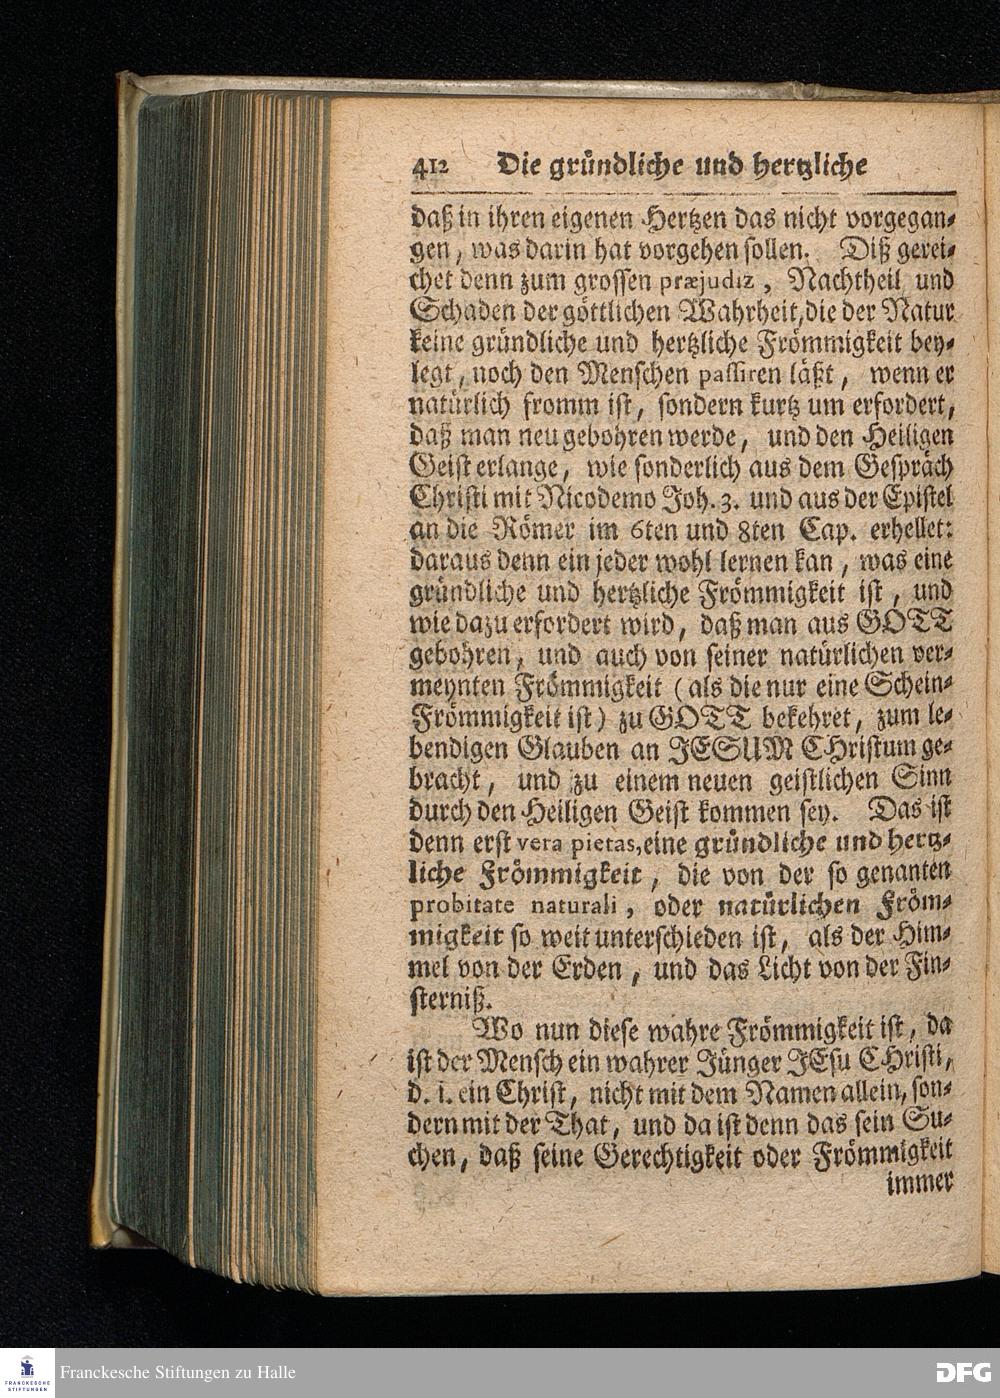 412 Die gründliche und hertzliche
daß in ihren eigenen Hertzen das nicht vorgegan-
gen, was darin hat vorgehen sollen. Diß gerei-
chet denn zum grossen præjudiz, Nachtheil und
Schaden der göttlichen Wahrheit, die der Natur
keine gründliche und hertzliche Frömmigkeit bey-
legt, noch den Menschen passiren läßt, wenn er
natürlich fromm ist, sondern kurtz um erfordert,
daß man neu gebohren werde, und den Heiligen
Geist erlange, wie sonderlich aus dem Gespräch
Christi mit Nicodemo Joh. 3. und aus der Epistel
an die Römer im 6ten und 8ten Cap. erhellet:
daraus denn ein jeder wohl lernen kan, was eine
gründliche und hertzliche Frömmigkeit ist, und
wie dazu erfordert wird, daß man aus GOTT
gebohren, und auch von seiner natürlichen ver-
meynten Frömmigkeit (als die nur eine Schein-
Frömmigkeit ist) zu GOTT bekehret, zum le-
bendigen Glauben an JESUM CHristum ge-
bracht, und zu einem neuen geistlichen Sinn
durch den Heiligen Geist kommen sey. Das ist
denn erst vera pietas, eine gründliche und hertz-
liche Frömmigkeit, die von der so genanten
probitate naturali, oder natürlichen Fröm-
migkeit so weit unterschieden ist, als der Him-
mel von der Erden, und das Licht von der Fin-
sterniß.
Wo nun diese wahre Frömmigkeit ist, da
ist der Mensch ein wahrer Jünger JEsu CHristi,
d. i. ein Christ, nicht mit dem Namen allein, son-
dern mit der That, und da ist denn das sein Su-
chen, daß seine Gerechtigkeit oder Frömmigkeit
immer
FRANCKESCHE
STIFTUNGEN
Franckesche Stiftungen zu Halle
DFG